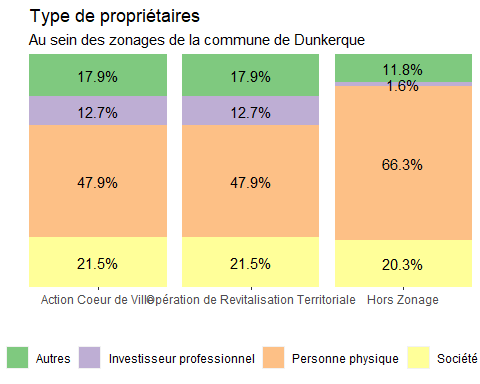 Type de propriétaires
Au sein des zonages de la commune de Dunkerque
17.9% 17.9% 11.8%
1.6%
12.7% 12.7%
66.3%
47.9% 47.9%
21.5% 21.5% 20.3%
Action Coeur de Ville Opération de Revitalisation Territoriale Hors Zonage
Autres Investisseur professionnel Personne physique Société